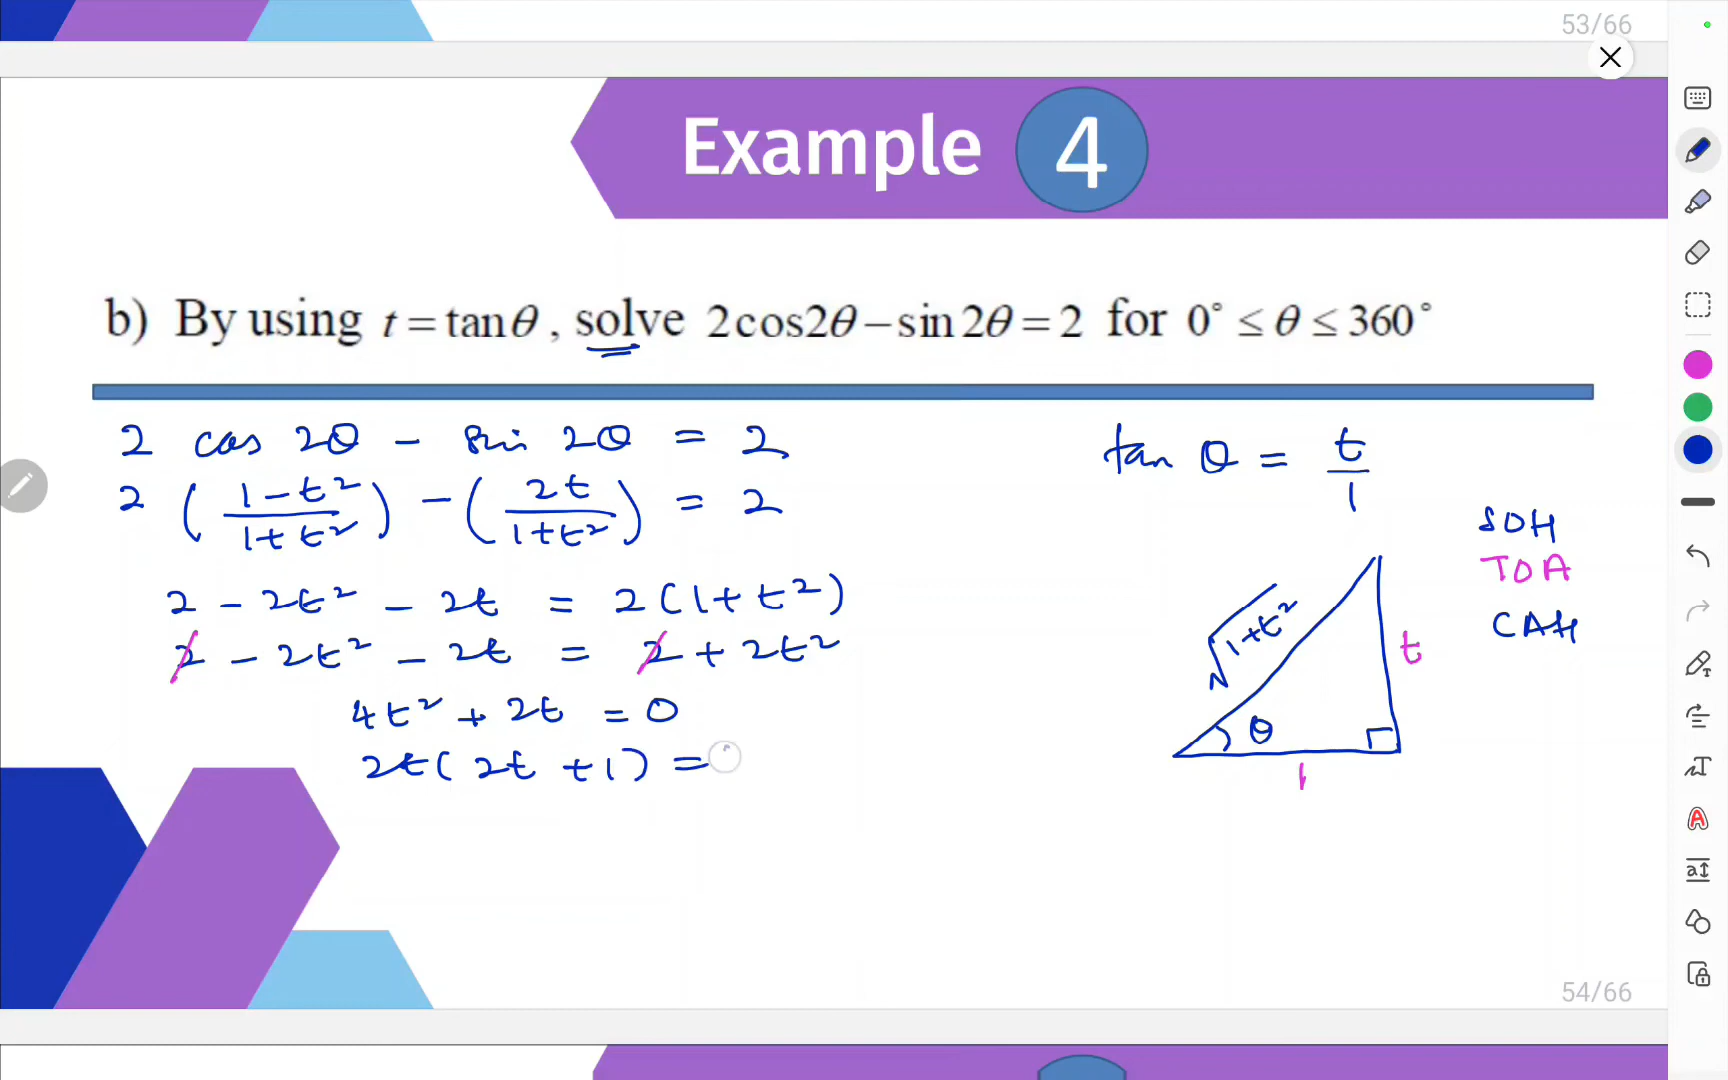 53/66
Example 4
b) By using t = tanθ , solve 2cos2θ – sin 2θ = 2 for 0° ≤ θ ≤ 360°
2 cos 2θ - sin 2θ = 2
2 ( 1-t² / 1+t² ) - ( 2t / 1+t² ) = 2
2 - 2t² - 2t = 2(1+t²)
2 - 2t² - 2t = 2 + 2t²
4t² + 2t = 0
2t( 2t + 1) =
tan θ = t / 1
SOH
TOA
CAH
√1+t²
t
θ
1
54/66